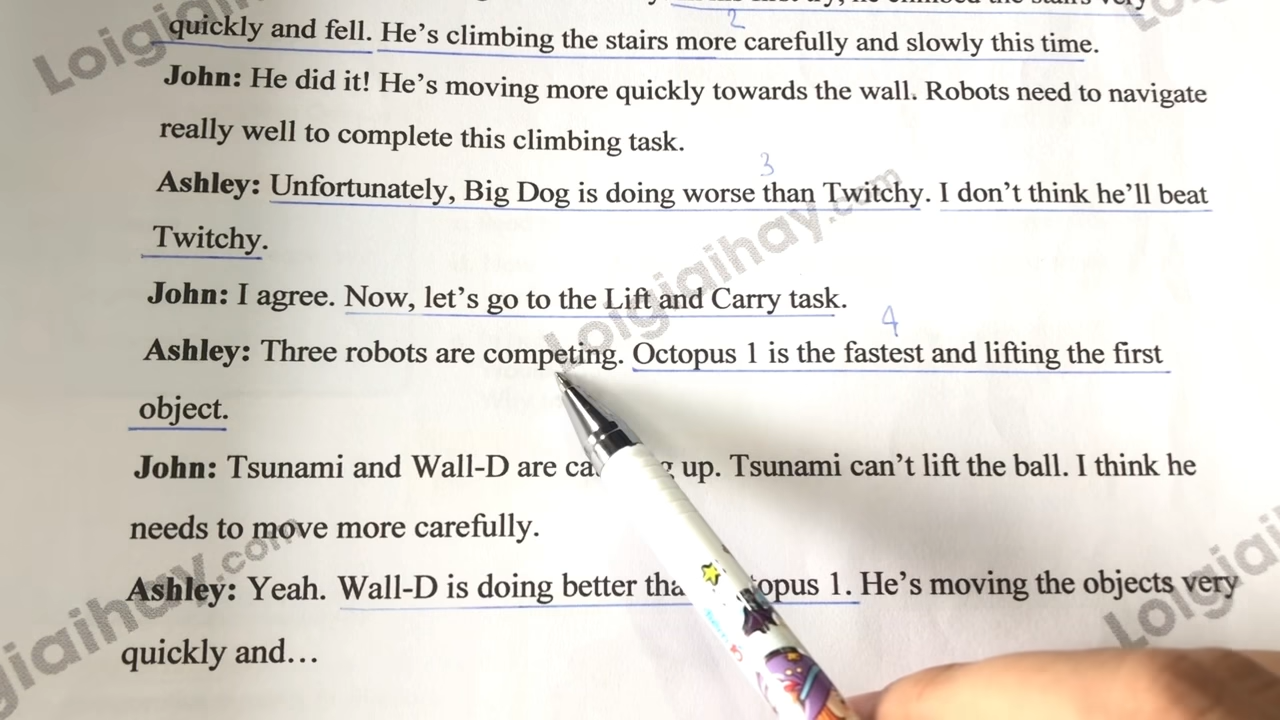 quickly and fell. He's climbing the stairs more carefully and slowly this time.
2
John: He did it! He's moving more quickly towards the wall. Robots need to navigate
really well to complete this climbing task.
3
Ashley: Unfortunately, Big Dog is doing worse than Twitchy. I don't think he'll beat
Twitchy.
John: I agree. Now, let's go to the Lift and Carry task.
4
Ashley: Three robots are competing. Octopus 1 is the fastest and lifting the first
object.
John: Tsunami and Wall-D are up. Tsunami can't lift the ball. I think he
needs to move more carefully.
Ashley: Yeah. Wall-D is doing better 1. He's moving the objects very
quickly and...
Loigiaihay.com